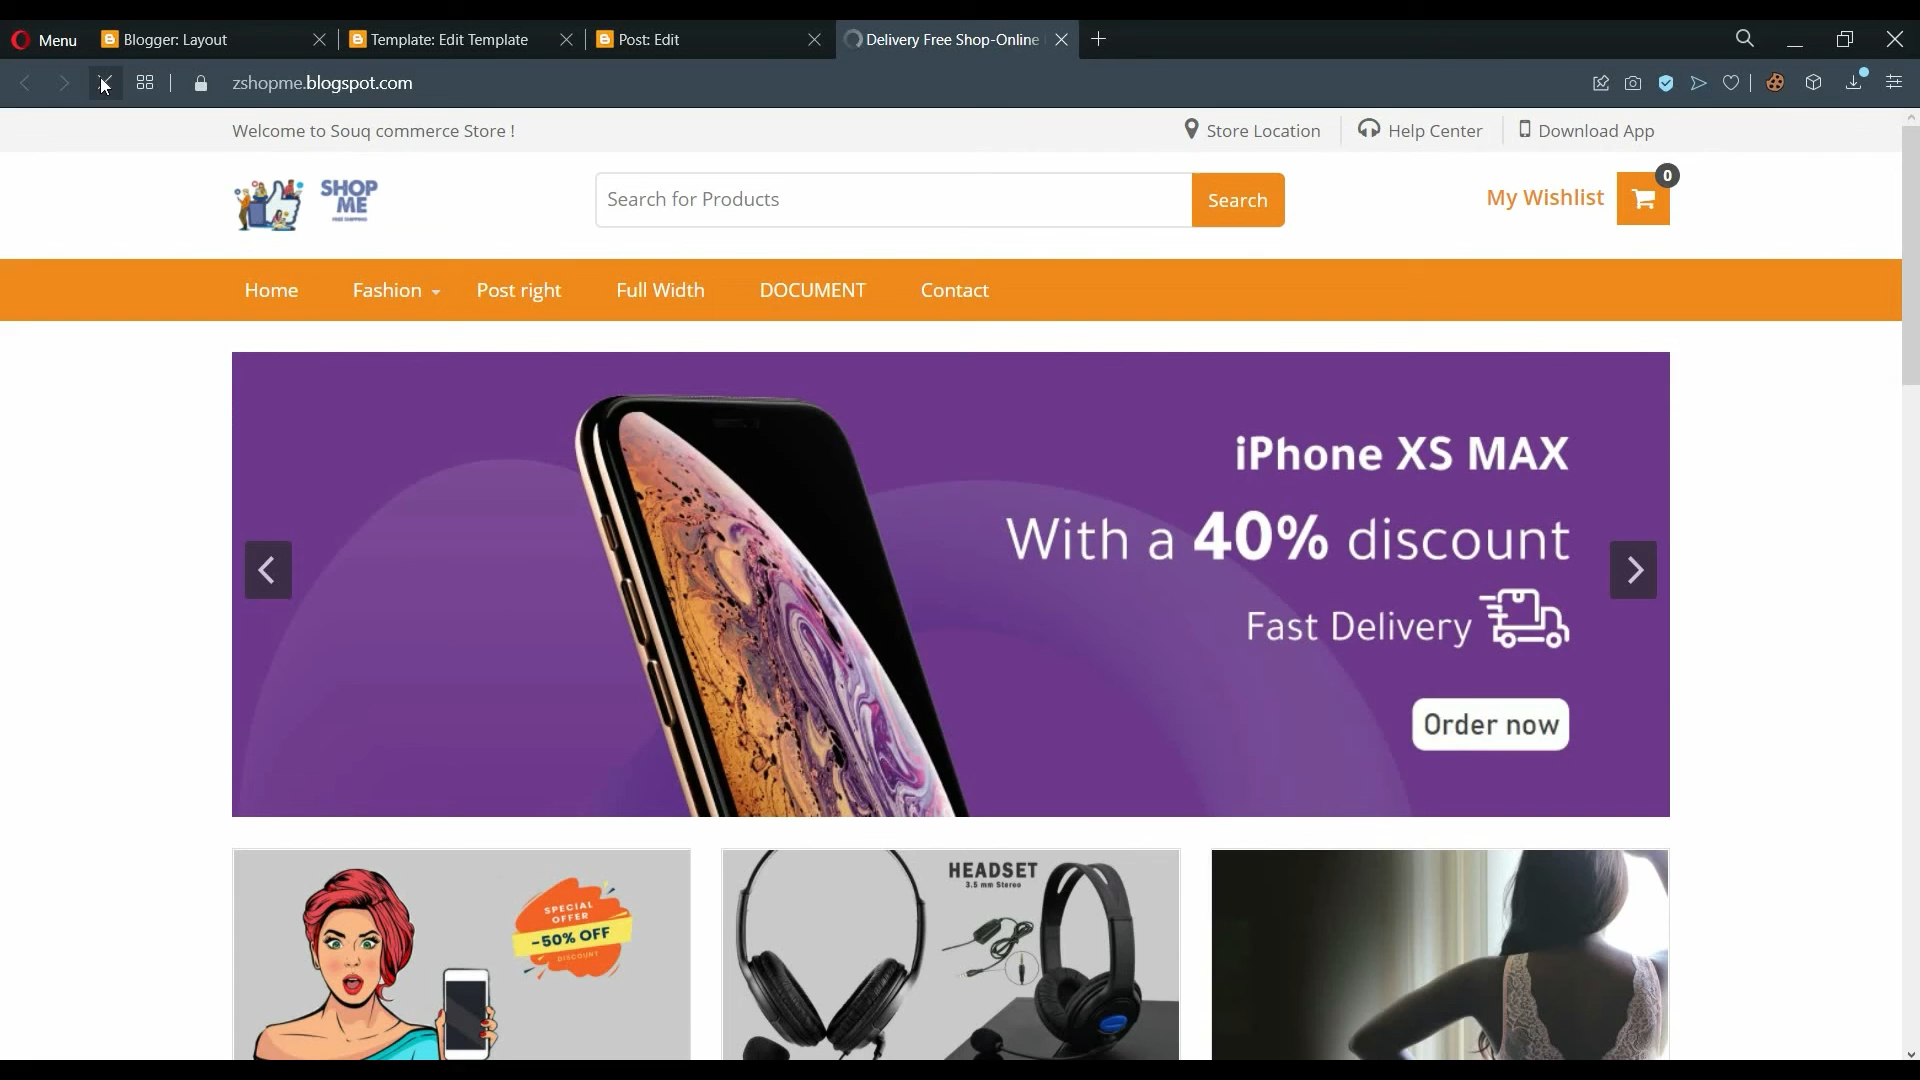 Menu
Blogger: Layout
Template: Edit Template
Post: Edit
Delivery Free Shop-Online
zshopme.blogspot.com
Welcome to Souq commerce Store !
Store Location
Help Center
Download App
SHOP
ME
FREE SHIPPING
Search for Products
Search
My Wishlist
0
Home
Fashion
Post right
Full Width
DOCUMENT
Contact
iPhone XS MAX
With a 40% discount
Fast Delivery
Order now
SPECIAL
OFFER
-50% OFF
DISCOUNT
HEADSET
3.5 mm Stereo